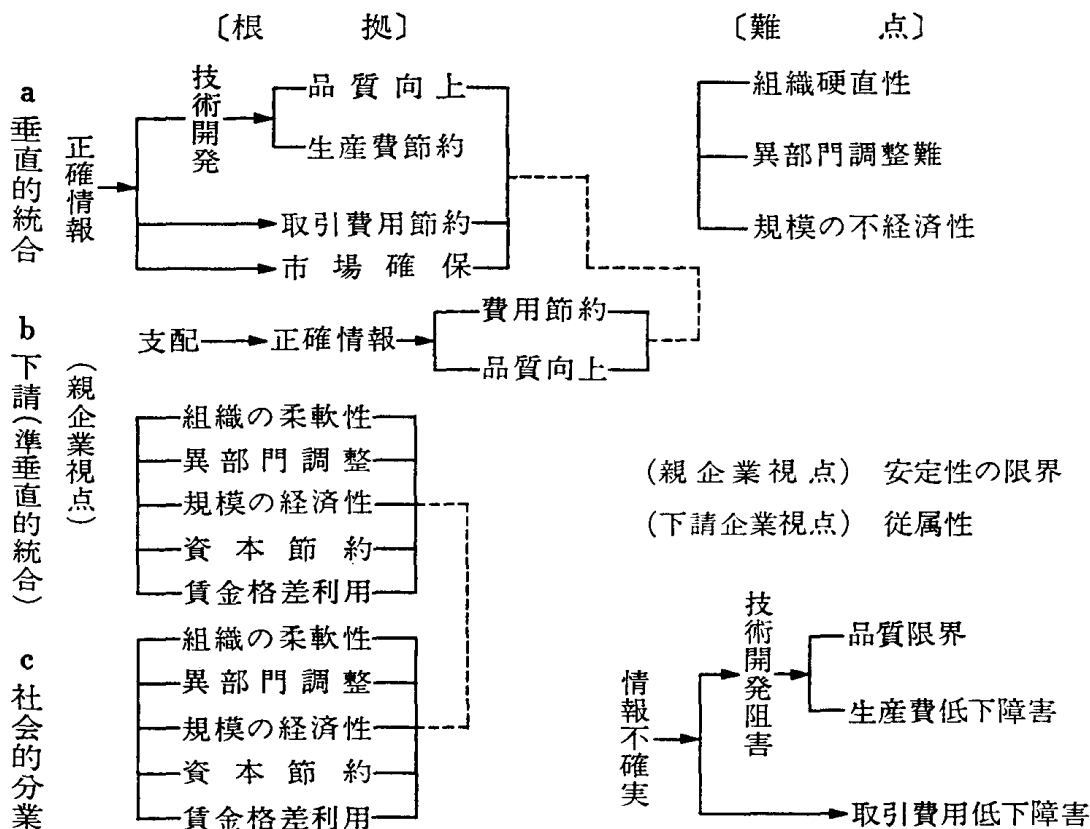 〔根　拠〕
〔難　点〕
a 垂直的統合
正確情報
技術開発
品質向上
生産費節約
取引費用節約
市場確保
組織硬直性
異部門調整難
規模の不経済性
b 下請(準垂直的統合)
(親企業視点)
支配
正確情報
費用節約
品質向上
組織の柔軟性
異部門調整
規模の経済性
資本節約
賃金格差利用
(親企業視点) 安定性の限界
(下請企業視点) 従属性
c 社会的分業
組織の柔軟性
異部門調整
規模の経済性
資本節約
賃金格差利用
情報不確実
技術開発阻害
品質限界
生産費低下障害
取引費用低下障害